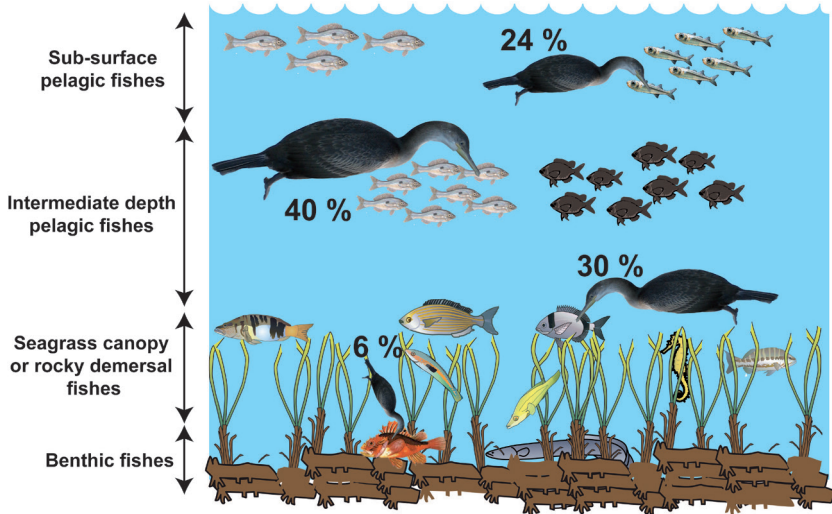 Sub-surface
pelagic fishes
24 %
Intermediate depth
pelagic fishes
40 %
30 %
Seagrass canopy
or rocky demersal
fishes
6 %
Benthic fishes